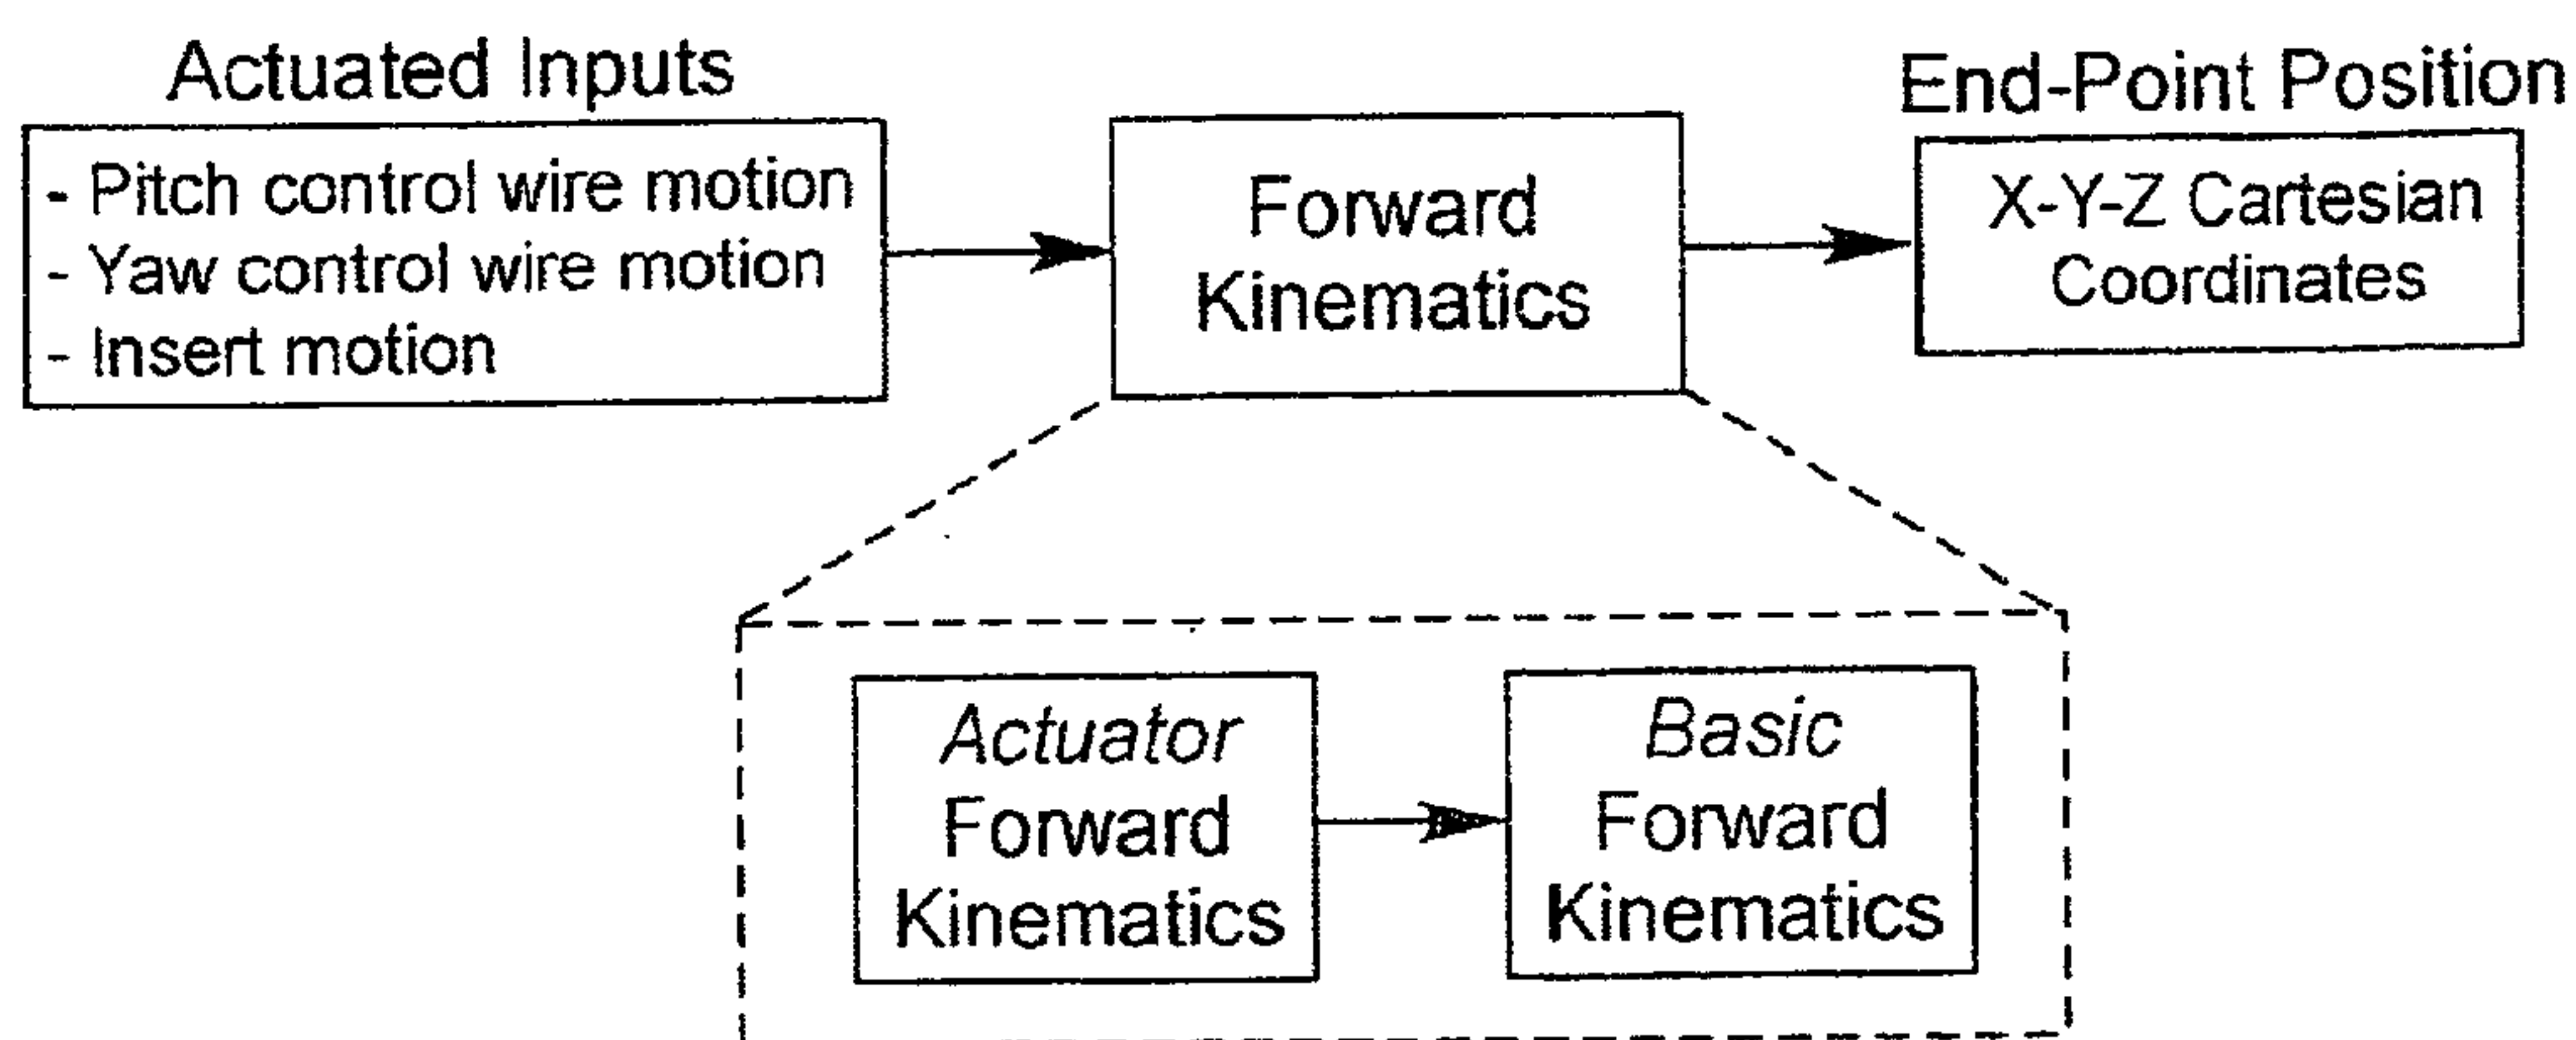 Actuated Inputs
- Pitch control wire motion
- Yaw control wire motion
- Insert motion
Forward
Kinematics
End-Point Position
X-Y-Z Cartesian
Coordinates
Actuator
Forward
Kinematics
Basic
Forward
Kinematics